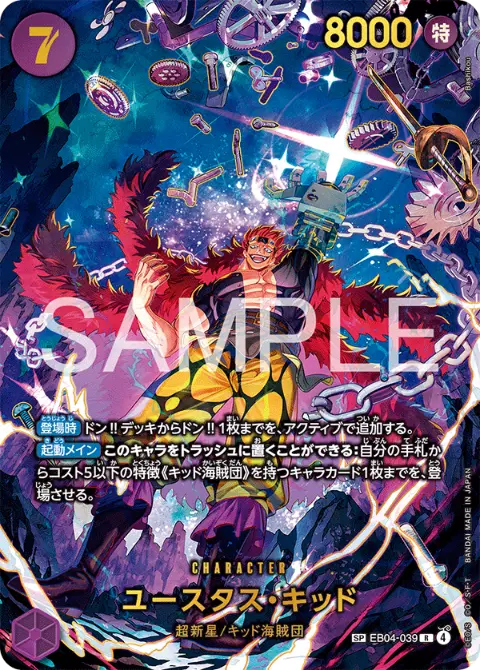 7
8000
特
Bashikou
SAMPLE
登場時 ドン!!デッキからドン!!1枚までを、アクティブで追加する。
起動メイン このキャラをトラッシュに置くことができる:自分の手札か
らコスト5以下の特徴《キッド海賊団》を持つキャラカード1枚までを、登
場させる。
CHARACTER
ユースタス・キッド
超新星/キッド海賊団
SP EB04-039 R 4
BANDAI MADE IN JAPAN